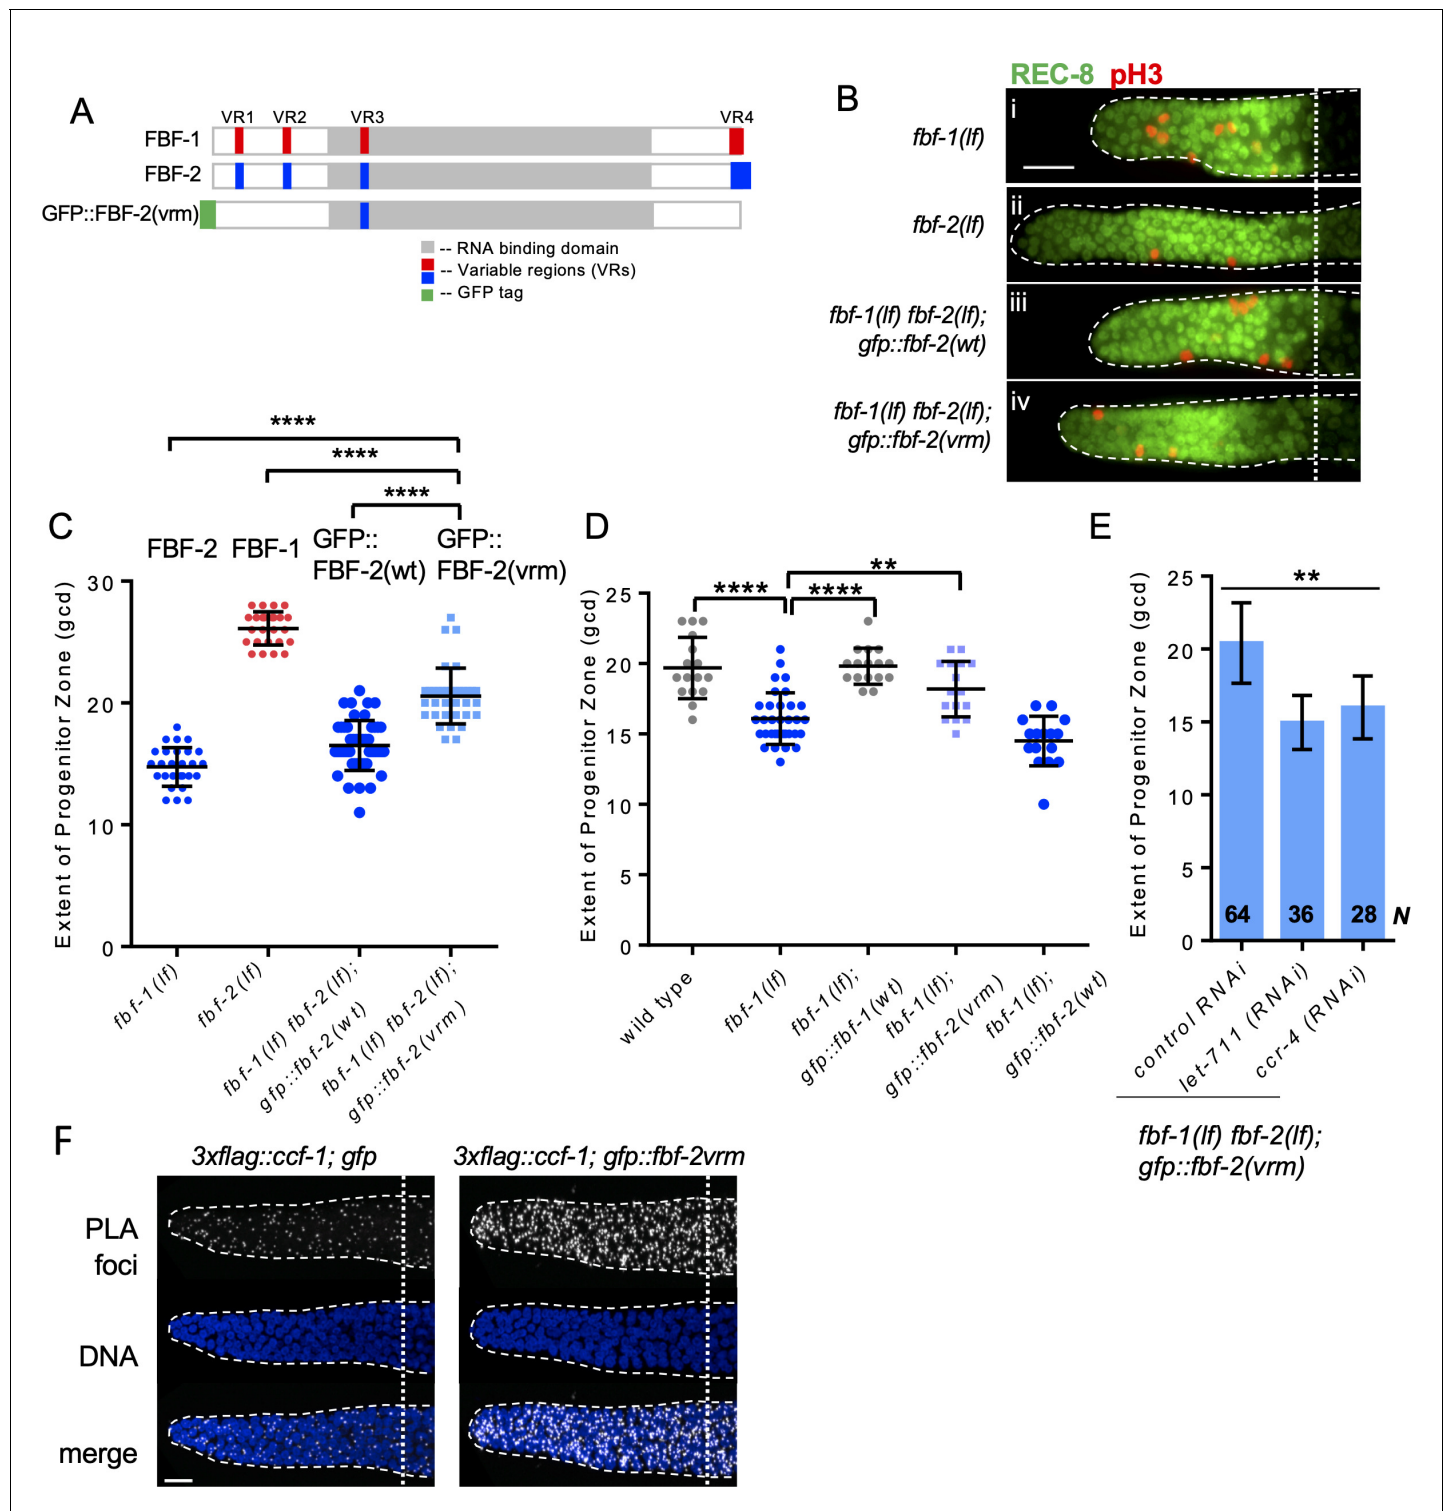 A
VR1 VR2 VR3 VR4
FBF-1
FBF-2
GFP::FBF-2(vrm)
-- RNA binding domain
-- Variable regions (VRs)
-- GFP tag
B
REC-8 pH3
fbf-1(lf)
i
fbf-2(lf)
ii
fbf-1(lf) fbf-2(lf);
gfp::fbf-2(wt)
iii
fbf-1(lf) fbf-2(lf);
gfp::fbf-2(vrm)
iv
C
****
****
****
FBF-2 FBF-1 GFP:: FBF-2(wt) GFP:: FBF-2(vrm)
Extent of Progenitor Zone (gcd)
30
20
10
0
fbf-1(lf)
fbf-2(lf)
fbf-1(lf) fbf-2(lf);
gfp::fbf-2(wt)
fbf-1(lf) fbf-2(lf);
gfp::fbf-2(vrm)
D
**
**** ****
Extent of Progenitor Zone (gcd)
25
20
15
10
5
0
wild type
fbf-1(lf)
fbf-1(lf);
gfp::fbf-1(wt)
fbf-1(lf);
gfp::fbf-2(vrm)
fbf-1(lf);
gfp::fbf-2(wt)
E
**
Extent of Progenitor Zone (gcd)
25
20
15
10
5
0
64 36 28 N
control RNAi
let-711 (RNAi)
ccr-4 (RNAi)
fbf-1(lf) fbf-2(lf);
gfp::fbf-2(vrm)
F
3xflag::ccf-1; gfp 3xflag::ccf-1; gfp::fbf-2vrm
PLA
foci
DNA
merge